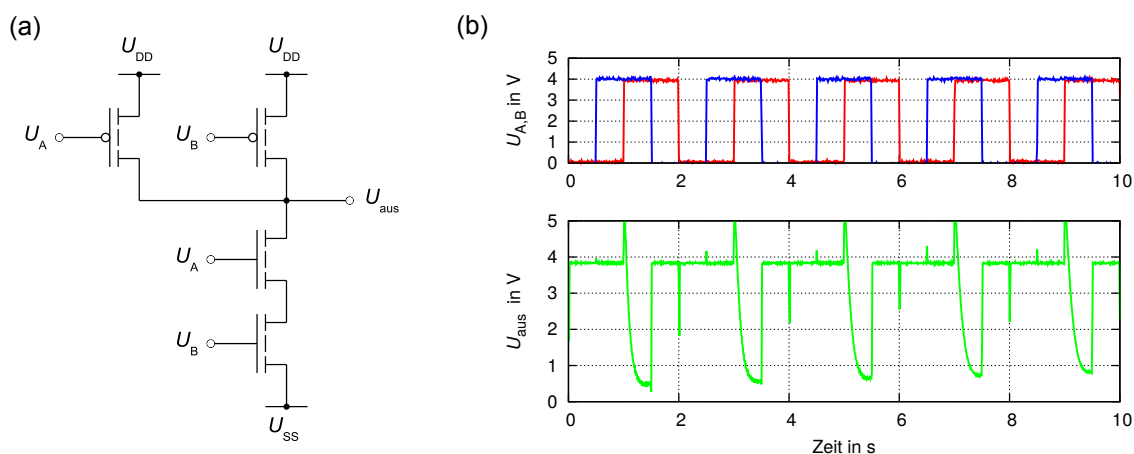 (a)
U_DD U_DD
U_A U_B
U_aus
U_A
U_B
U_SS
(b)
U_A,B in V
5
4
3
2
1
0
0 2 4 6 8 10
U_aus in V
5
4
3
2
1
0
0 2 4 6 8 10
Zeit in s